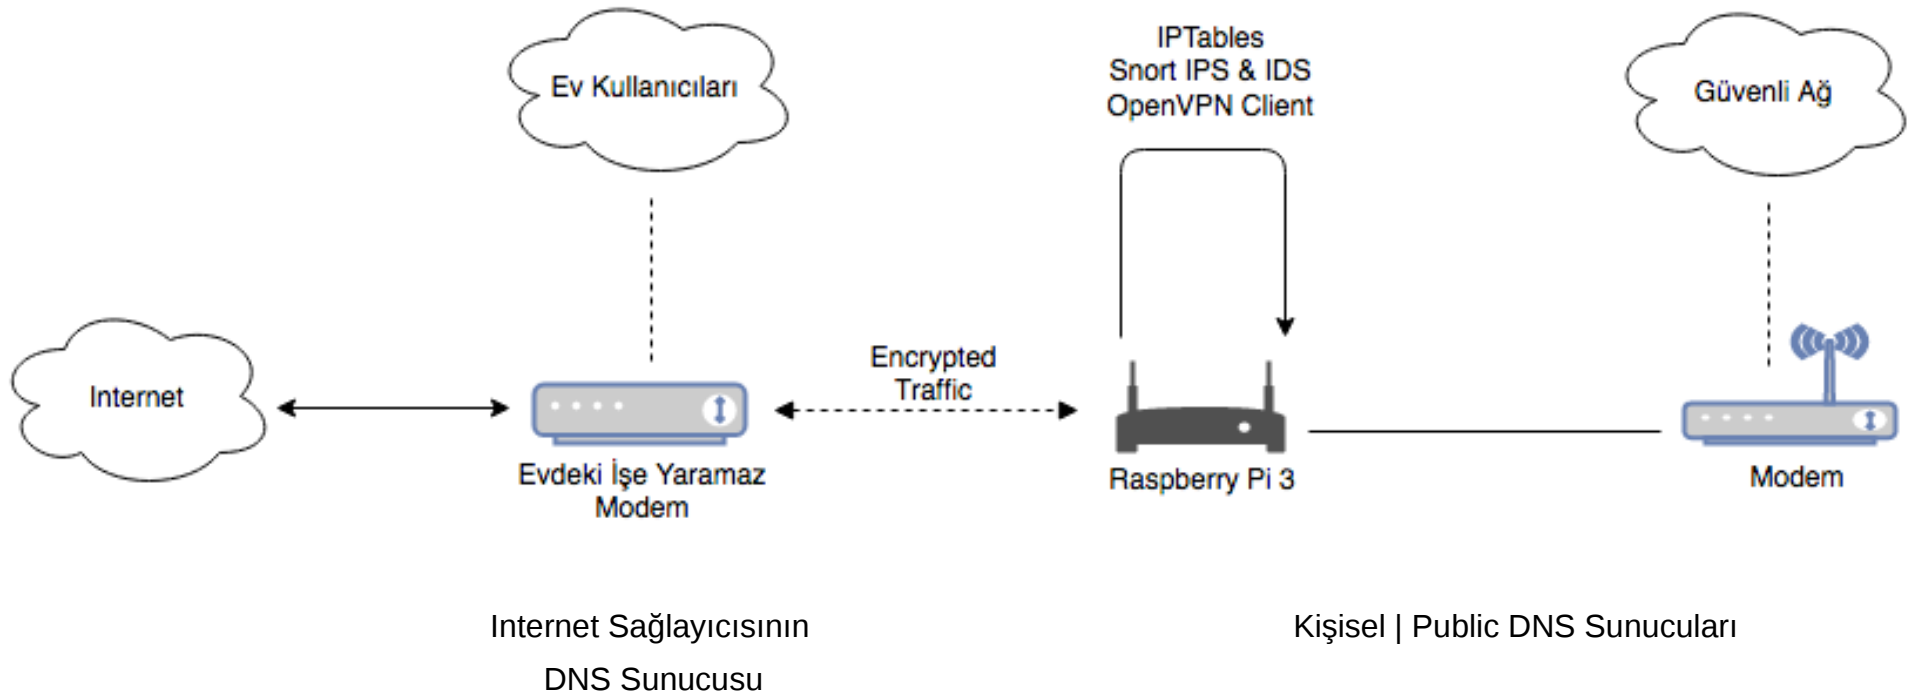 IPTables
Snort IPS & IDS
OpenVPN Client
Ev Kullanıcıları
Güvenli Ağ
Internet
Encrypted
Traffic
Evdeki İşe Yaramaz
Modem
Raspberry Pi 3
Modem
Internet Sağlayıcısının
DNS Sunucusu
Kişisel | Public DNS Sunucuları